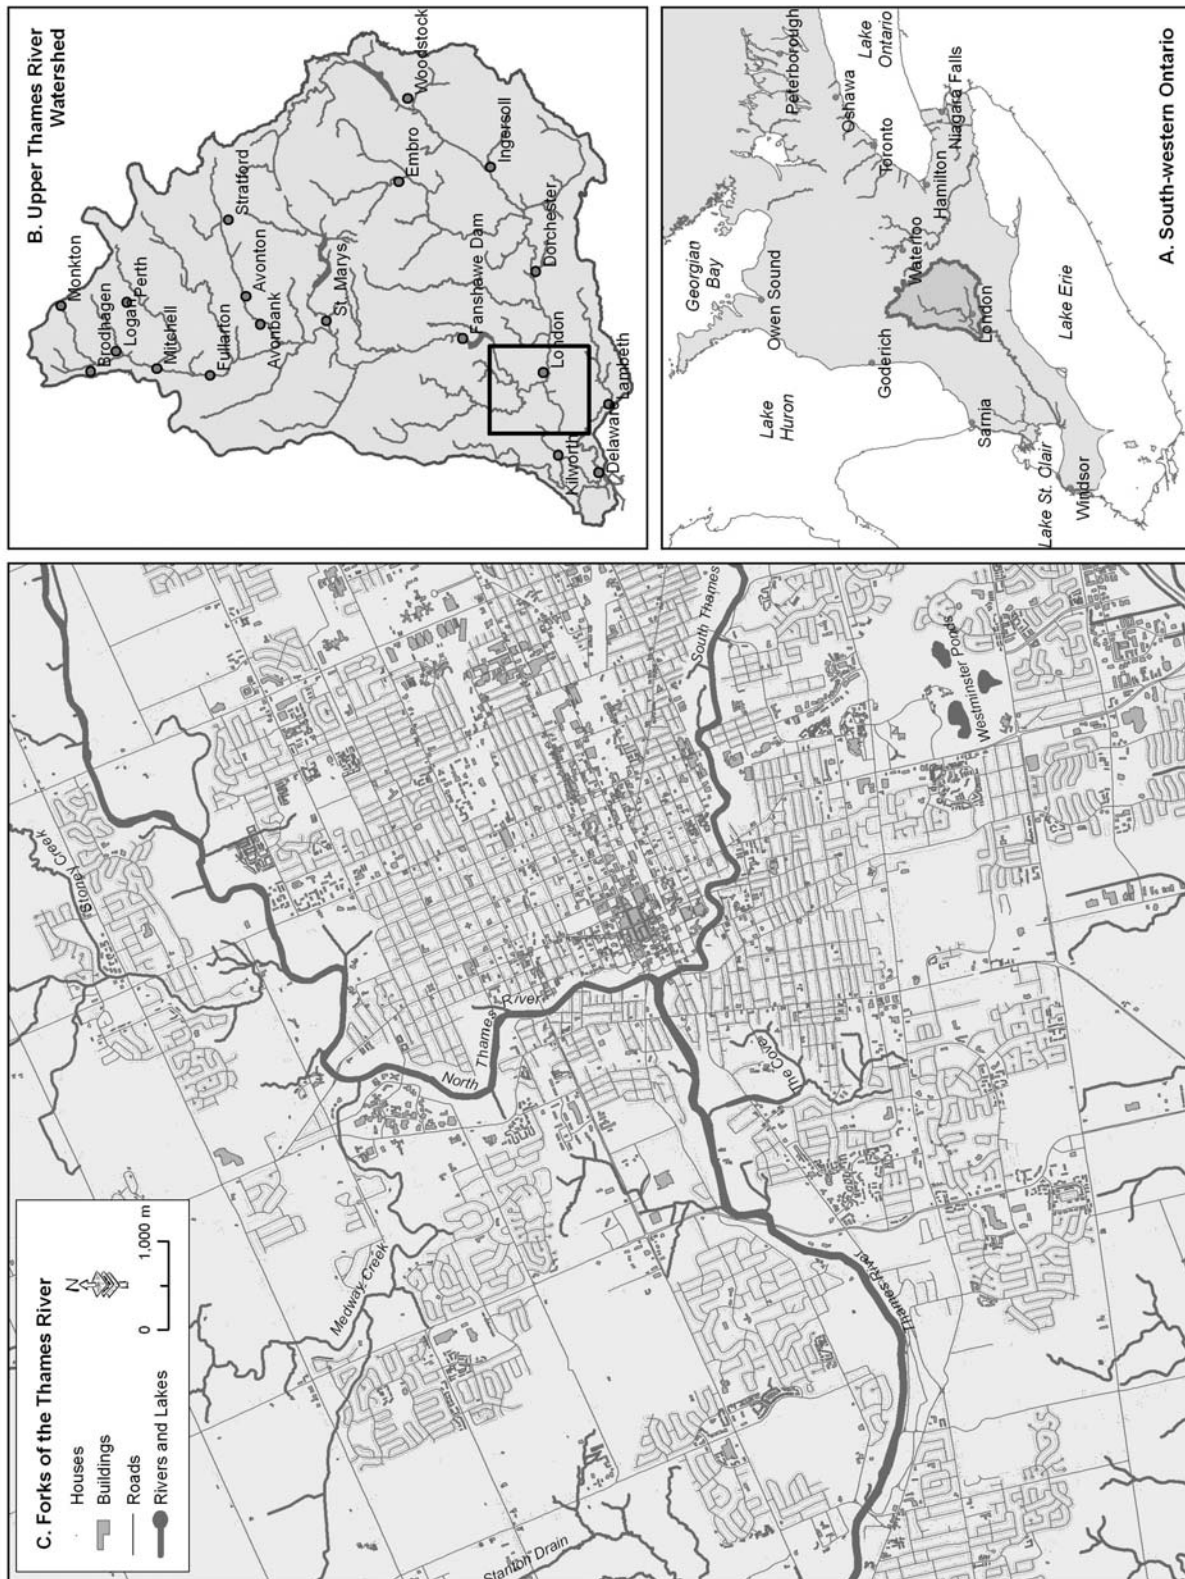 C. Forks of the Thames River
Houses
Buildings
Roads
Rivers and Lakes
N
0
1,000 m
Stoney Creek
Medway Creek
North
Thames
River
South Thames
The Coves
Thames River
Westminster Ponds
Stanton Drain
B. Upper Thames River
Watershed
Monkton
Brodhagen
Logan
Perth
Mitchell
Fullarton
Stratford
Avonton
Avonbank
St. Marys
Embro
Woodstock
Ingersoll
Fanshawe Dam
Dorchester
London
Kilworth
Delaware
Lambeth
Georgian
Bay
Peterborough
Lake
Ontario
Oshawa
Toronto
Owen Sound
Lake
Huron
Goderich
Waterloo
Hamilton
Niagara Falls
Sarnia
London
Lake St. Clair
Windsor
Lake Erie
A. South-western Ontario